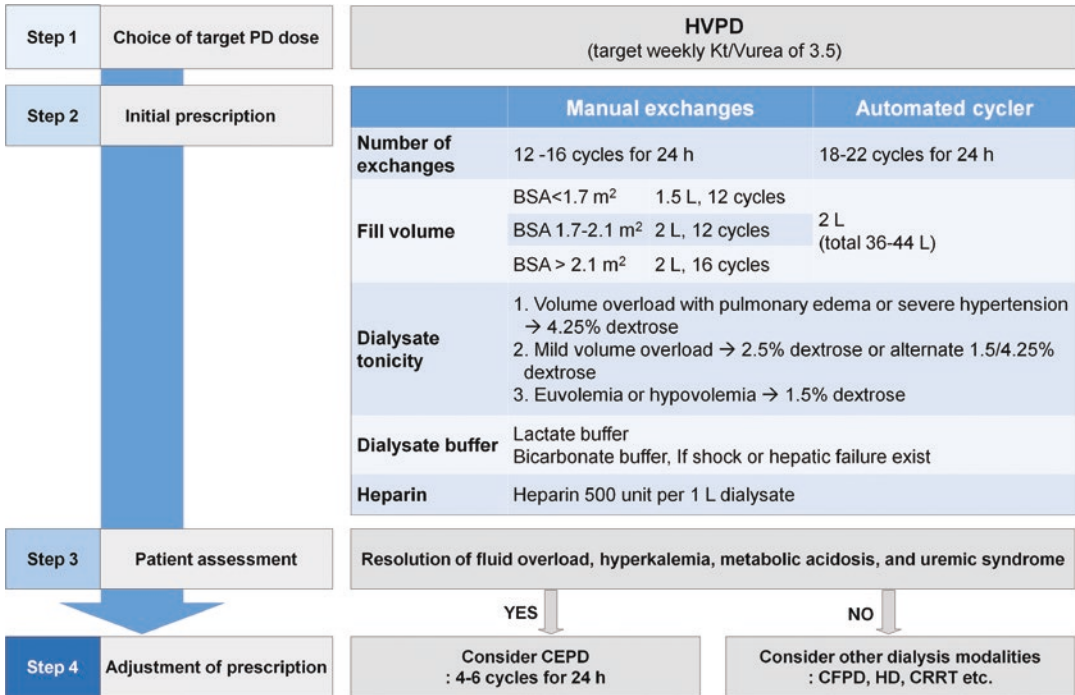 Step 1
Choice of target PD dose
HVPD
(target weekly Kt/Vurea of 3.5)
Step 2
Initial prescription
Manual exchanges
Automated cycler
Number of
exchanges
12 -16 cycles for 24 h
18-22 cycles for 24 h
Fill volume
BSA<1.7 m²
1.5 L, 12 cycles
BSA 1.7-2.1 m²
2 L, 12 cycles
BSA > 2.1 m²
2 L, 16 cycles
2 L
(total 36-44 L)
Dialysate
tonicity
1. Volume overload with pulmonary edema or severe hypertension
→ 4.25% dextrose
2. Mild volume overload → 2.5% dextrose or alternate 1.5/4.25%
dextrose
3. Euvolemia or hypovolemia → 1.5% dextrose
Dialysate buffer
Lactate buffer
Bicarbonate buffer, If shock or hepatic failure exist
Heparin
Heparin 500 unit per 1 L dialysate
Step 3
Patient assessment
Resolution of fluid overload, hyperkalemia, metabolic acidosis, and uremic syndrome
YES
NO
Step 4
Adjustment of prescription
Consider CEPD
: 4-6 cycles for 24 h
Consider other dialysis modalities
: CFPD, HD, CRRT etc.